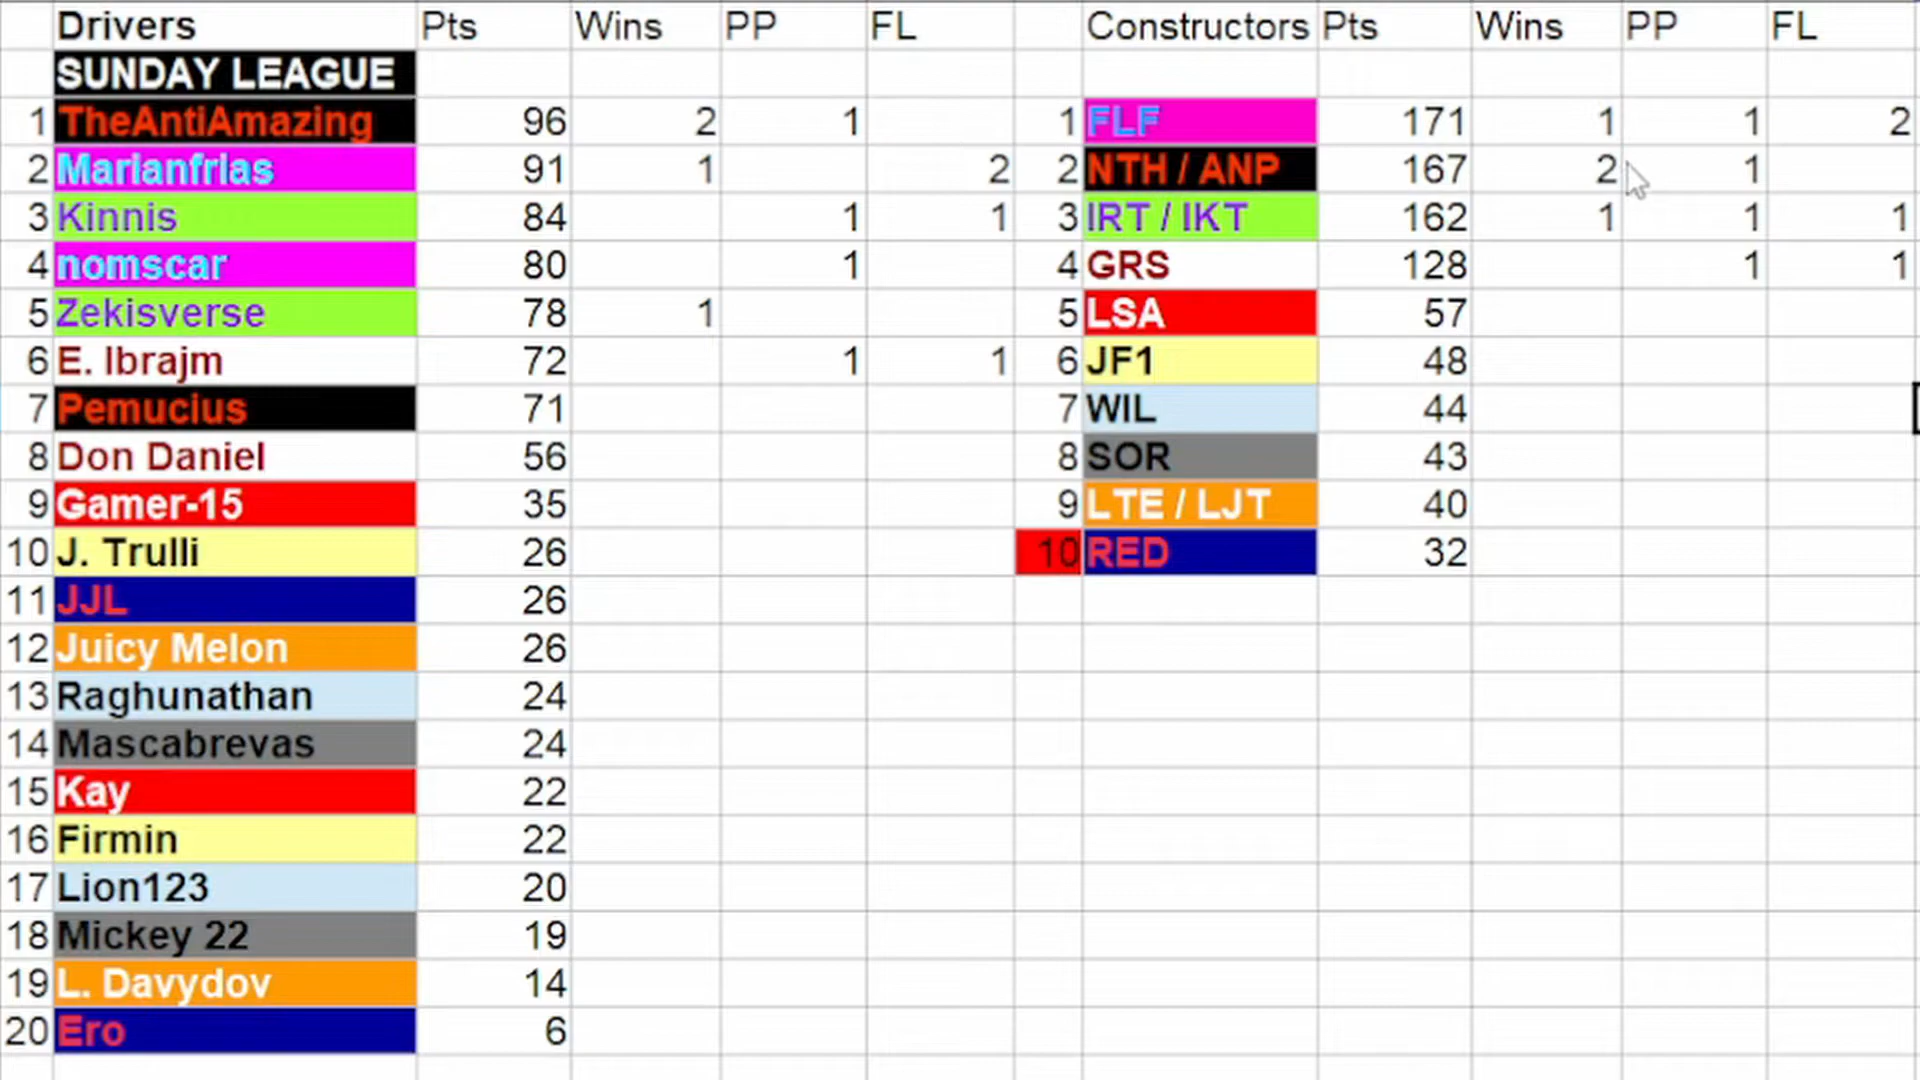 Drivers Pts Wins PP FL Constructors Pts Wins PP FL
SUNDAY LEAGUE
1 TheAntiAmazing 96 2 1 1 FLF 171 1 1 2
2 Marianfrias 91 1 2 2 NTH / ANP 167 2 1
3 Kinnis 84 1 1 3 IRT / IKT 162 1 1 1
4 nomscar 80 1 4 GRS 128 1 1
5 Zekisverse 78 1 5 LSA 57
6 E. Ibrajm 72 1 1 6 JF1 48
7 Pemucius 71 7 WIL 44
8 Don Daniel 56 8 SOR 43
9 Gamer-15 35 9 LTE / LJT 40
10 J. Trulli 26 10 RED 32
11 JJL 26
12 Juicy Melon 26
13 Raghunathan 24
14 Mascabrevas 24
15 Kay 22
16 Firmin 22
17 Lion123 20
18 Mickey 22 19
19 L. Davydov 14
20 Ero 6